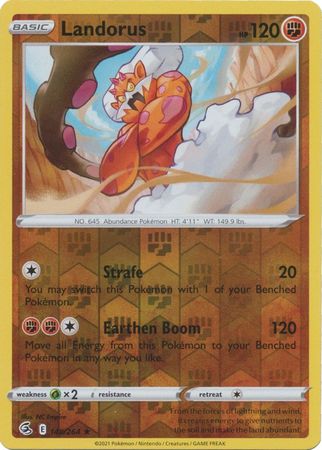 BASIC Landorus HP 120
NO. 645 Abundance Pokémon HT: 4'11" WT: 149.9 lbs.
Strafe 20
You may switch this Pokémon with 1 of your Benched
Pokémon.
Earthen Boom 120
Move all Energy from this Pokémon to your Benched
Pokémon in any way you like.
weakness ×2 resistance retreat
Illus. NC Empire
E /264 ★
From the forces of lightning and wind,
it creates energy to give nutrients to
the soil and make the land abundant.
©2021 Pokémon / Nintendo / Creatures / GAME FREAK